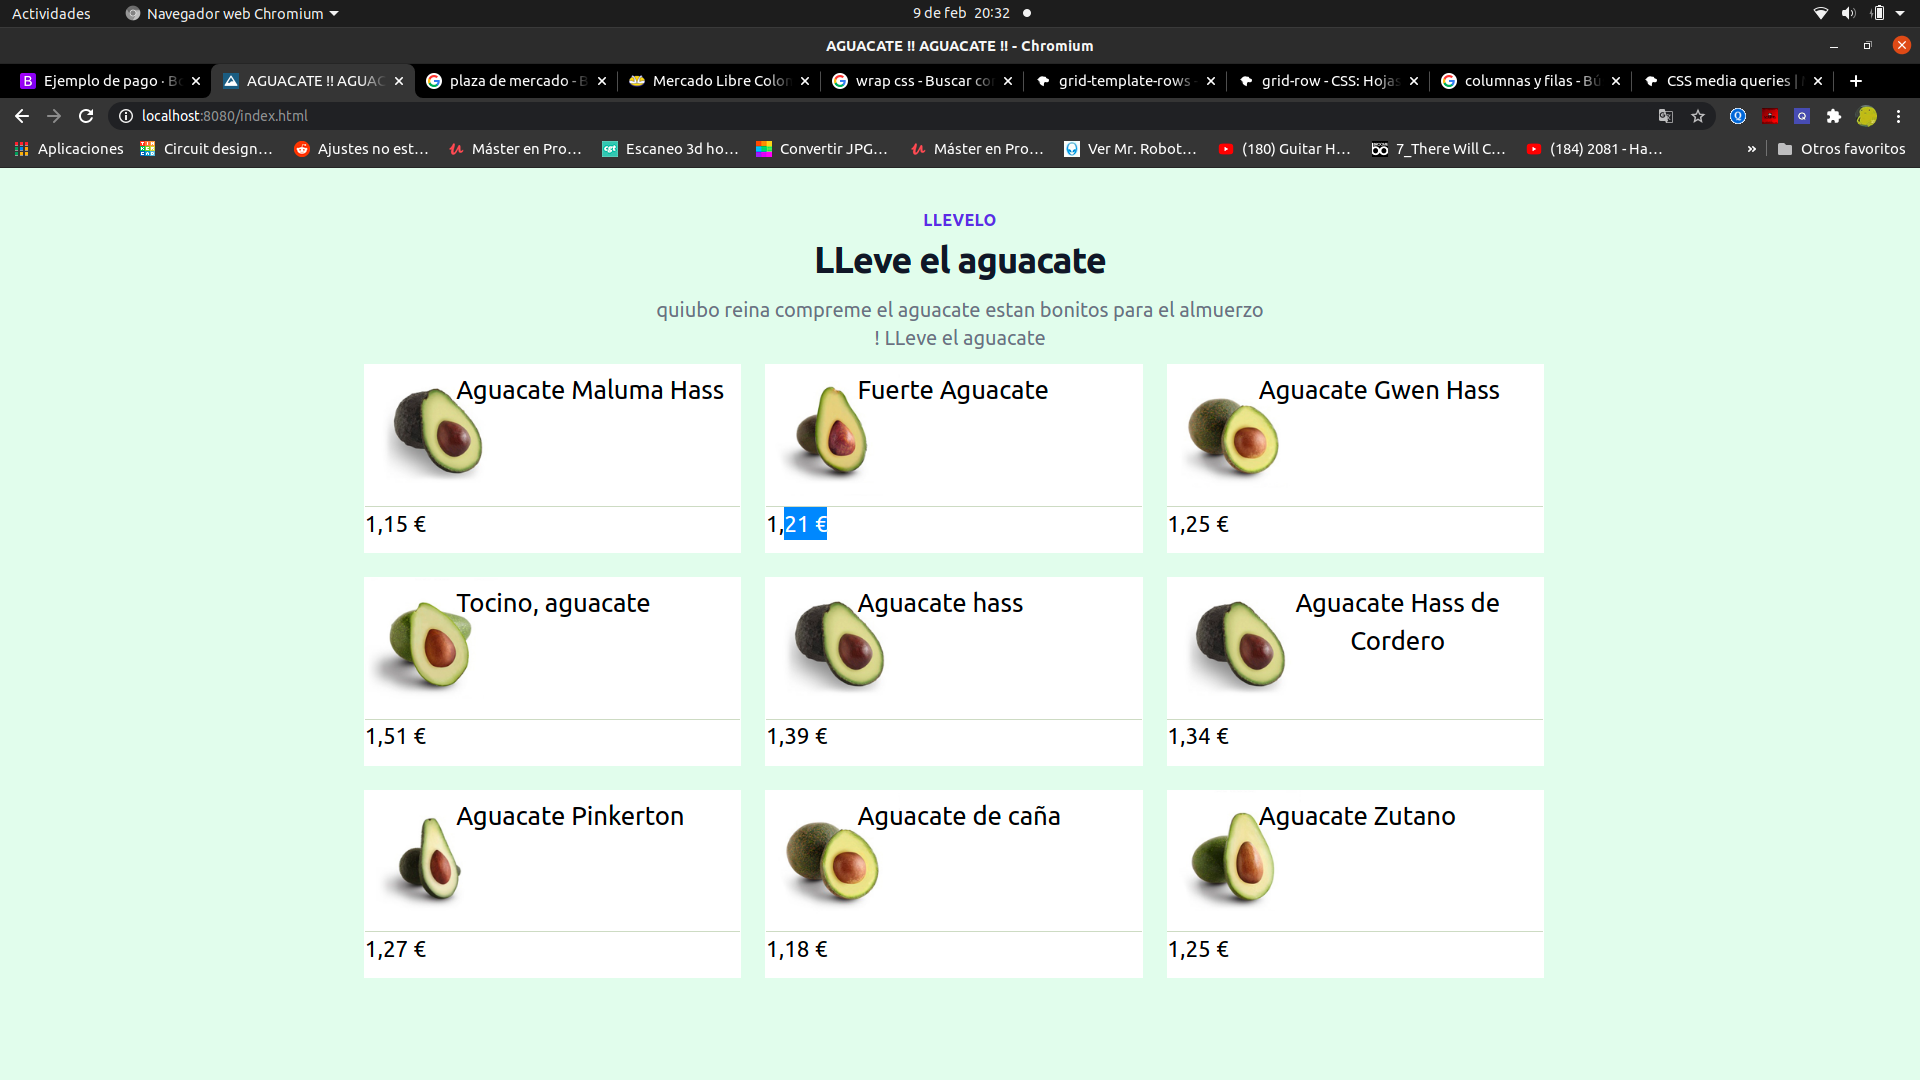 Actividades
Navegador web Chromium
9 de feb 20:32
AGUACATE !! AGUACATE !! - Chromium
Ejemplo de pago · Bo
AGUACATE !! AGUAC
plaza de mercado - B
Mercado Libre Colon
wrap css - Buscar co
grid-template-rows -
grid-row - CSS: Hojas
columnas y filas - Bú
CSS media queries |
localhost:8080/index.html
Aplicaciones
Circuit design...
Ajustes no est...
Máster en Pro...
Escaneo 3d ho...
Convertir JPG...
Máster en Pro...
Ver Mr. Robot...
(180) Guitar H...
7_There Will C...
(184) 2081 - Ha...
»
Otros favoritos
LLEVELO
LLeve el aguacate
quiubo reina compreme el aguacate estan bonitos para el almuerzo
! LLeve el aguacate
Aguacate Maluma Hass
1,15 €
Fuerte Aguacate
1,21 €
Aguacate Gwen Hass
1,25 €
Tocino, aguacate
1,51 €
Aguacate hass
1,39 €
Aguacate Hass de
Cordero
1,34 €
Aguacate Pinkerton
1,27 €
Aguacate de caña
1,18 €
Aguacate Zutano
1,25 €